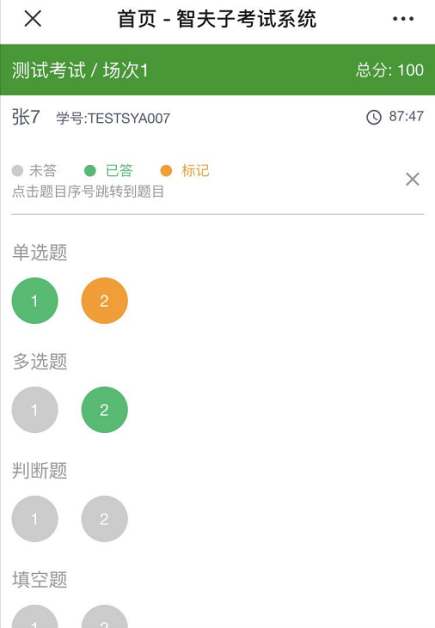 首页 - 智夫子考试系统
测试考试 / 场次1 总分: 100
张7 学号:TESTSYA007 87:47
未答 已答 标记
点击题目序号跳转到题目
单选题
1 2
多选题
1 2
判断题
1 2
填空题
1 2